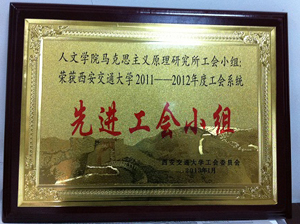 人文学院马克思主义原理研究所工会小组:
荣获西安交通大学2011——2012年度工会系统
先进工会小组
西安交通大学工会委员会